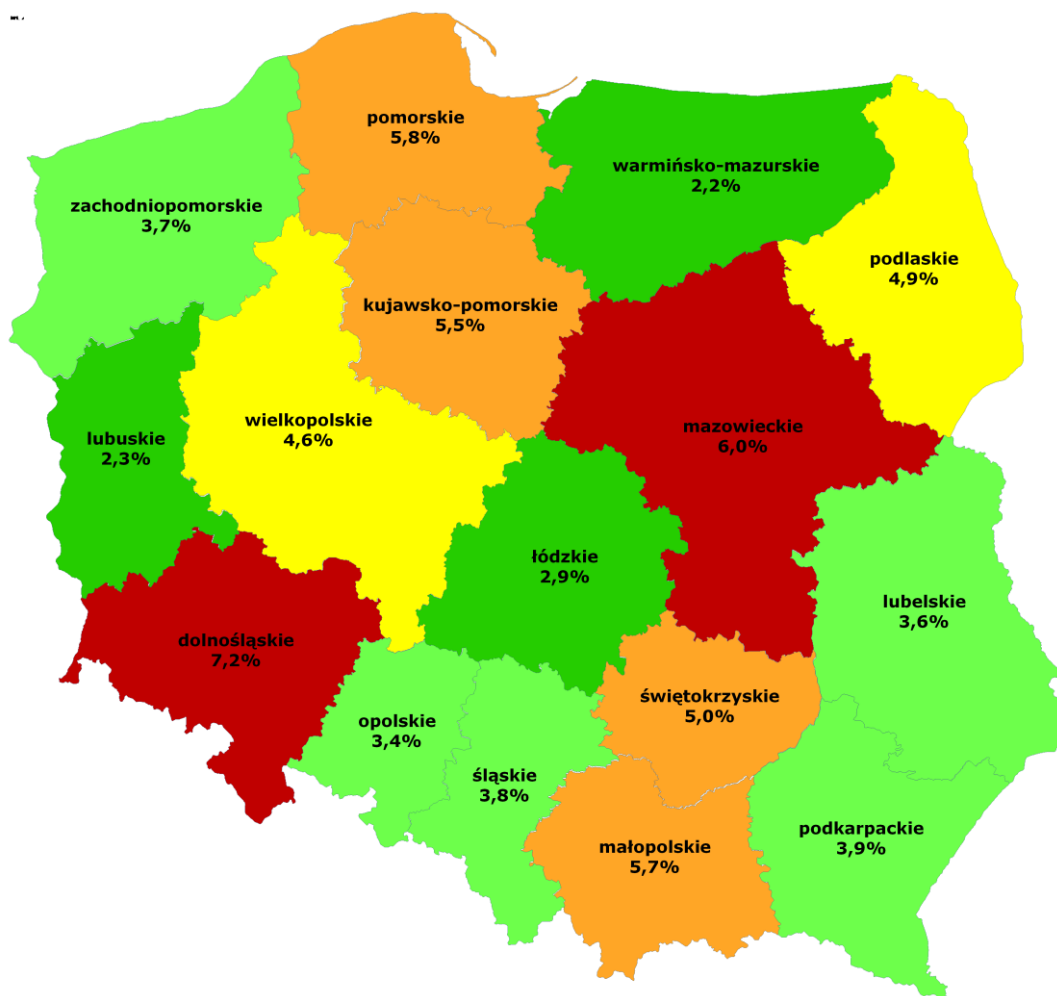 pomorskie
5,8%
warmińsko-mazurskie
2,2%
zachodniopomorskie
3,7%
podlaskie
4,9%
kujawsko-pomorskie
5,5%
wielkopolskie
4,6%
mazowieckie
6,0%
lubuskie
2,3%
łódzkie
2,9%
lubelskie
3,6%
dolnośląskie
7,2%
świętokrzyskie
5,0%
opolskie
3,4%
śląskie
3,8%
podkarpackie
3,9%
małopolskie
5,7%